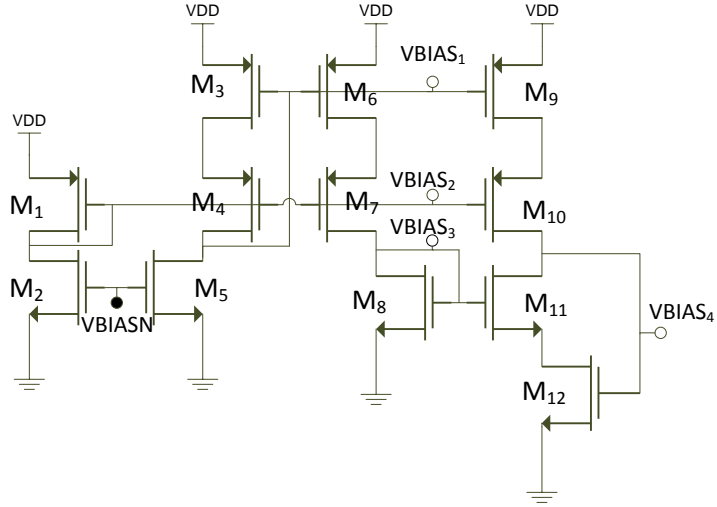 VDD VDD VDD
VBIAS₁
M₃ M₆ M₉
VDD
VBIAS₂
M₁ M₄ M₇ M₁₀
VBIAS₃
M₂ M₅ M₈ M₁₁
VBIASN
VBIAS₄
M₁₂